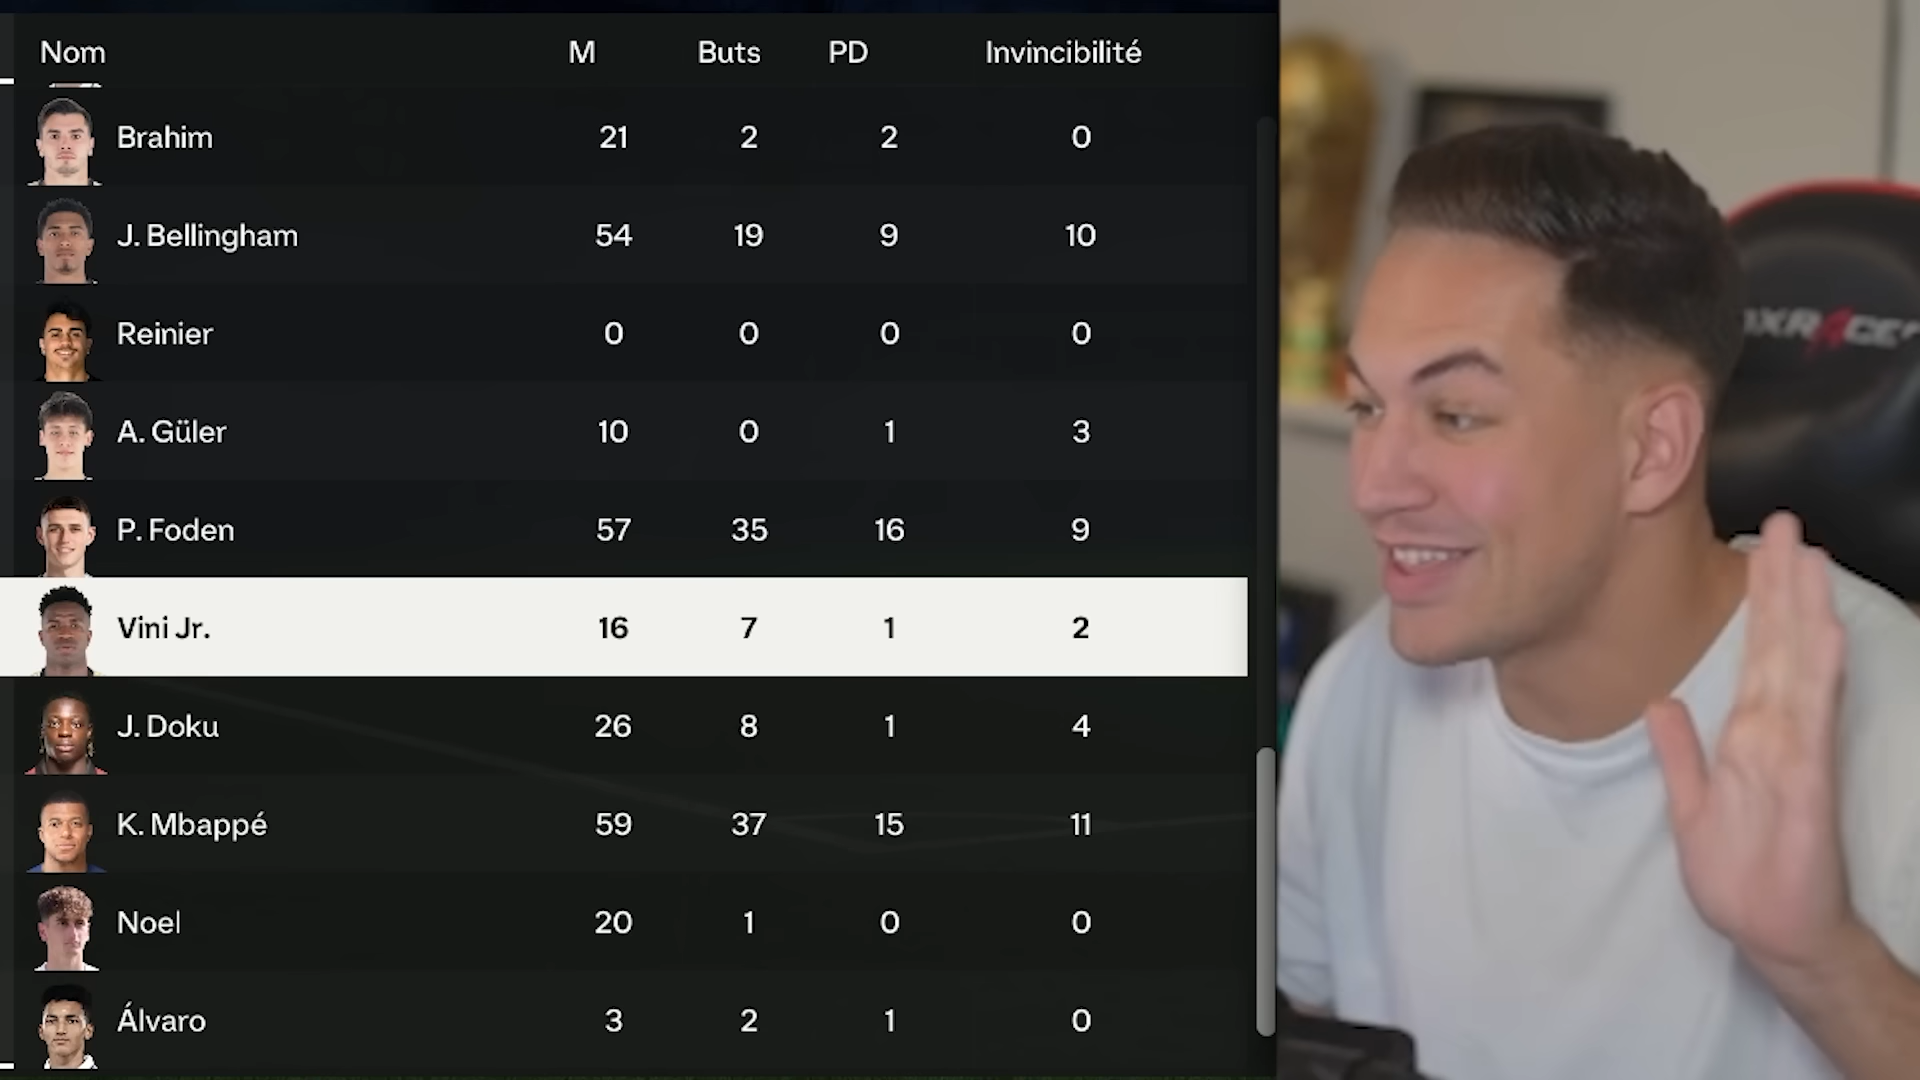 Nom M Buts PD Invincibilité
Brahim 21 2 2 0
J. Bellingham 54 19 9 10
Reinier 0 0 0 0
A. Güler 10 0 1 3
P. Foden 57 35 16 9
Vini Jr. 16 7 1 2
J. Doku 26 8 1 4
K. Mbappé 59 37 15 11
Noel 20 1 0 0
Álvaro 3 2 1 0